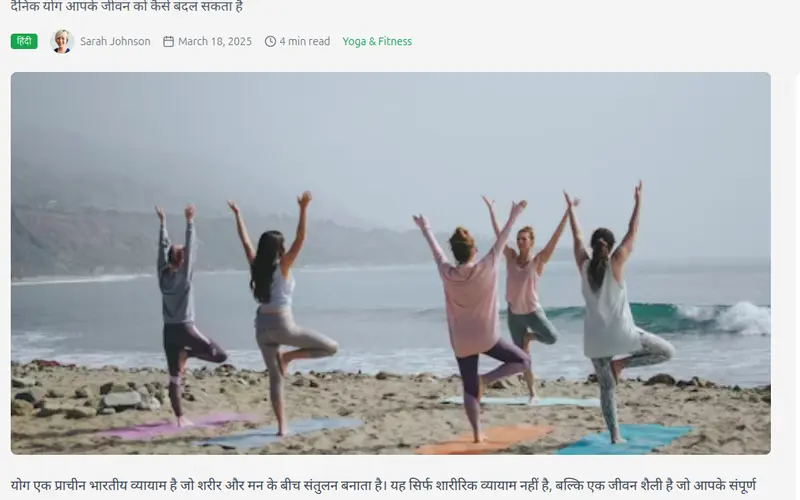 दैनिक योग आपके जीवन को कैसे बदल सकता है
हिंदी Sarah Johnson March 18, 2025 4 min read Yoga & Fitness
योग एक प्राचीन भारतीय व्यायाम है जो शरीर और मन के बीच संतुलन बनाता है। यह सिर्फ शारीरिक व्यायाम नहीं है, बल्कि एक जीवन शैली है जो आपके संपूर्ण